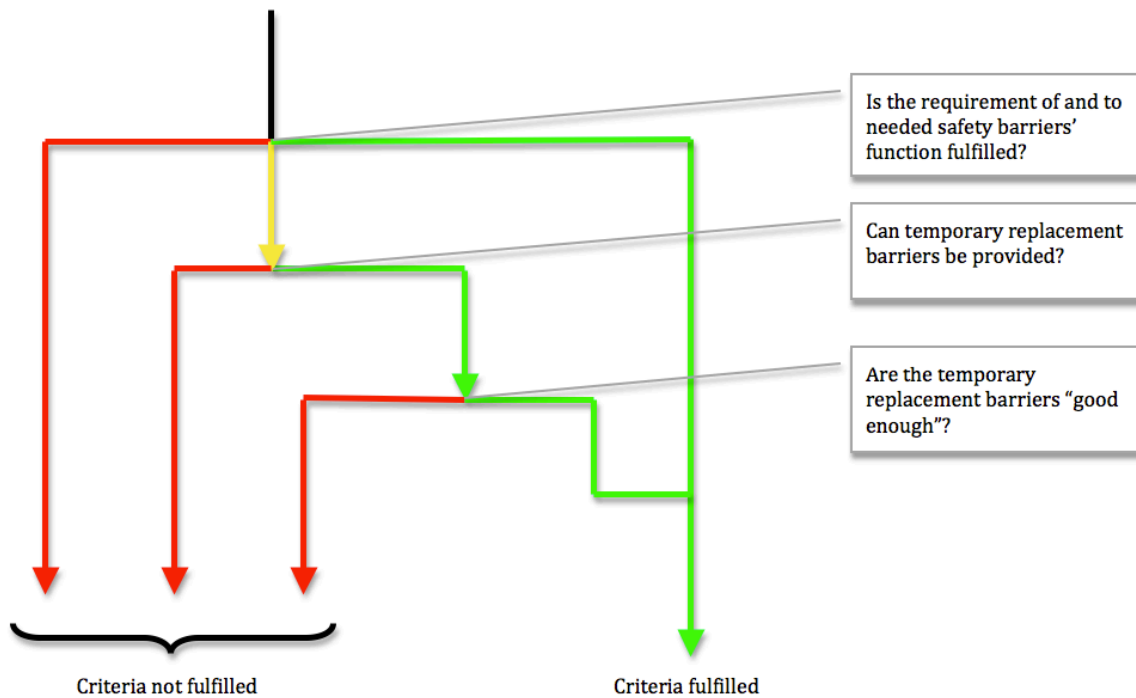 Is the requirement of and to
needed safety barriers’
function fulfilled?
Can temporary replacement
barriers be provided?
Are the temporary
replacement barriers “good
enough”?
Criteria not fulfilled
Criteria fulfilled